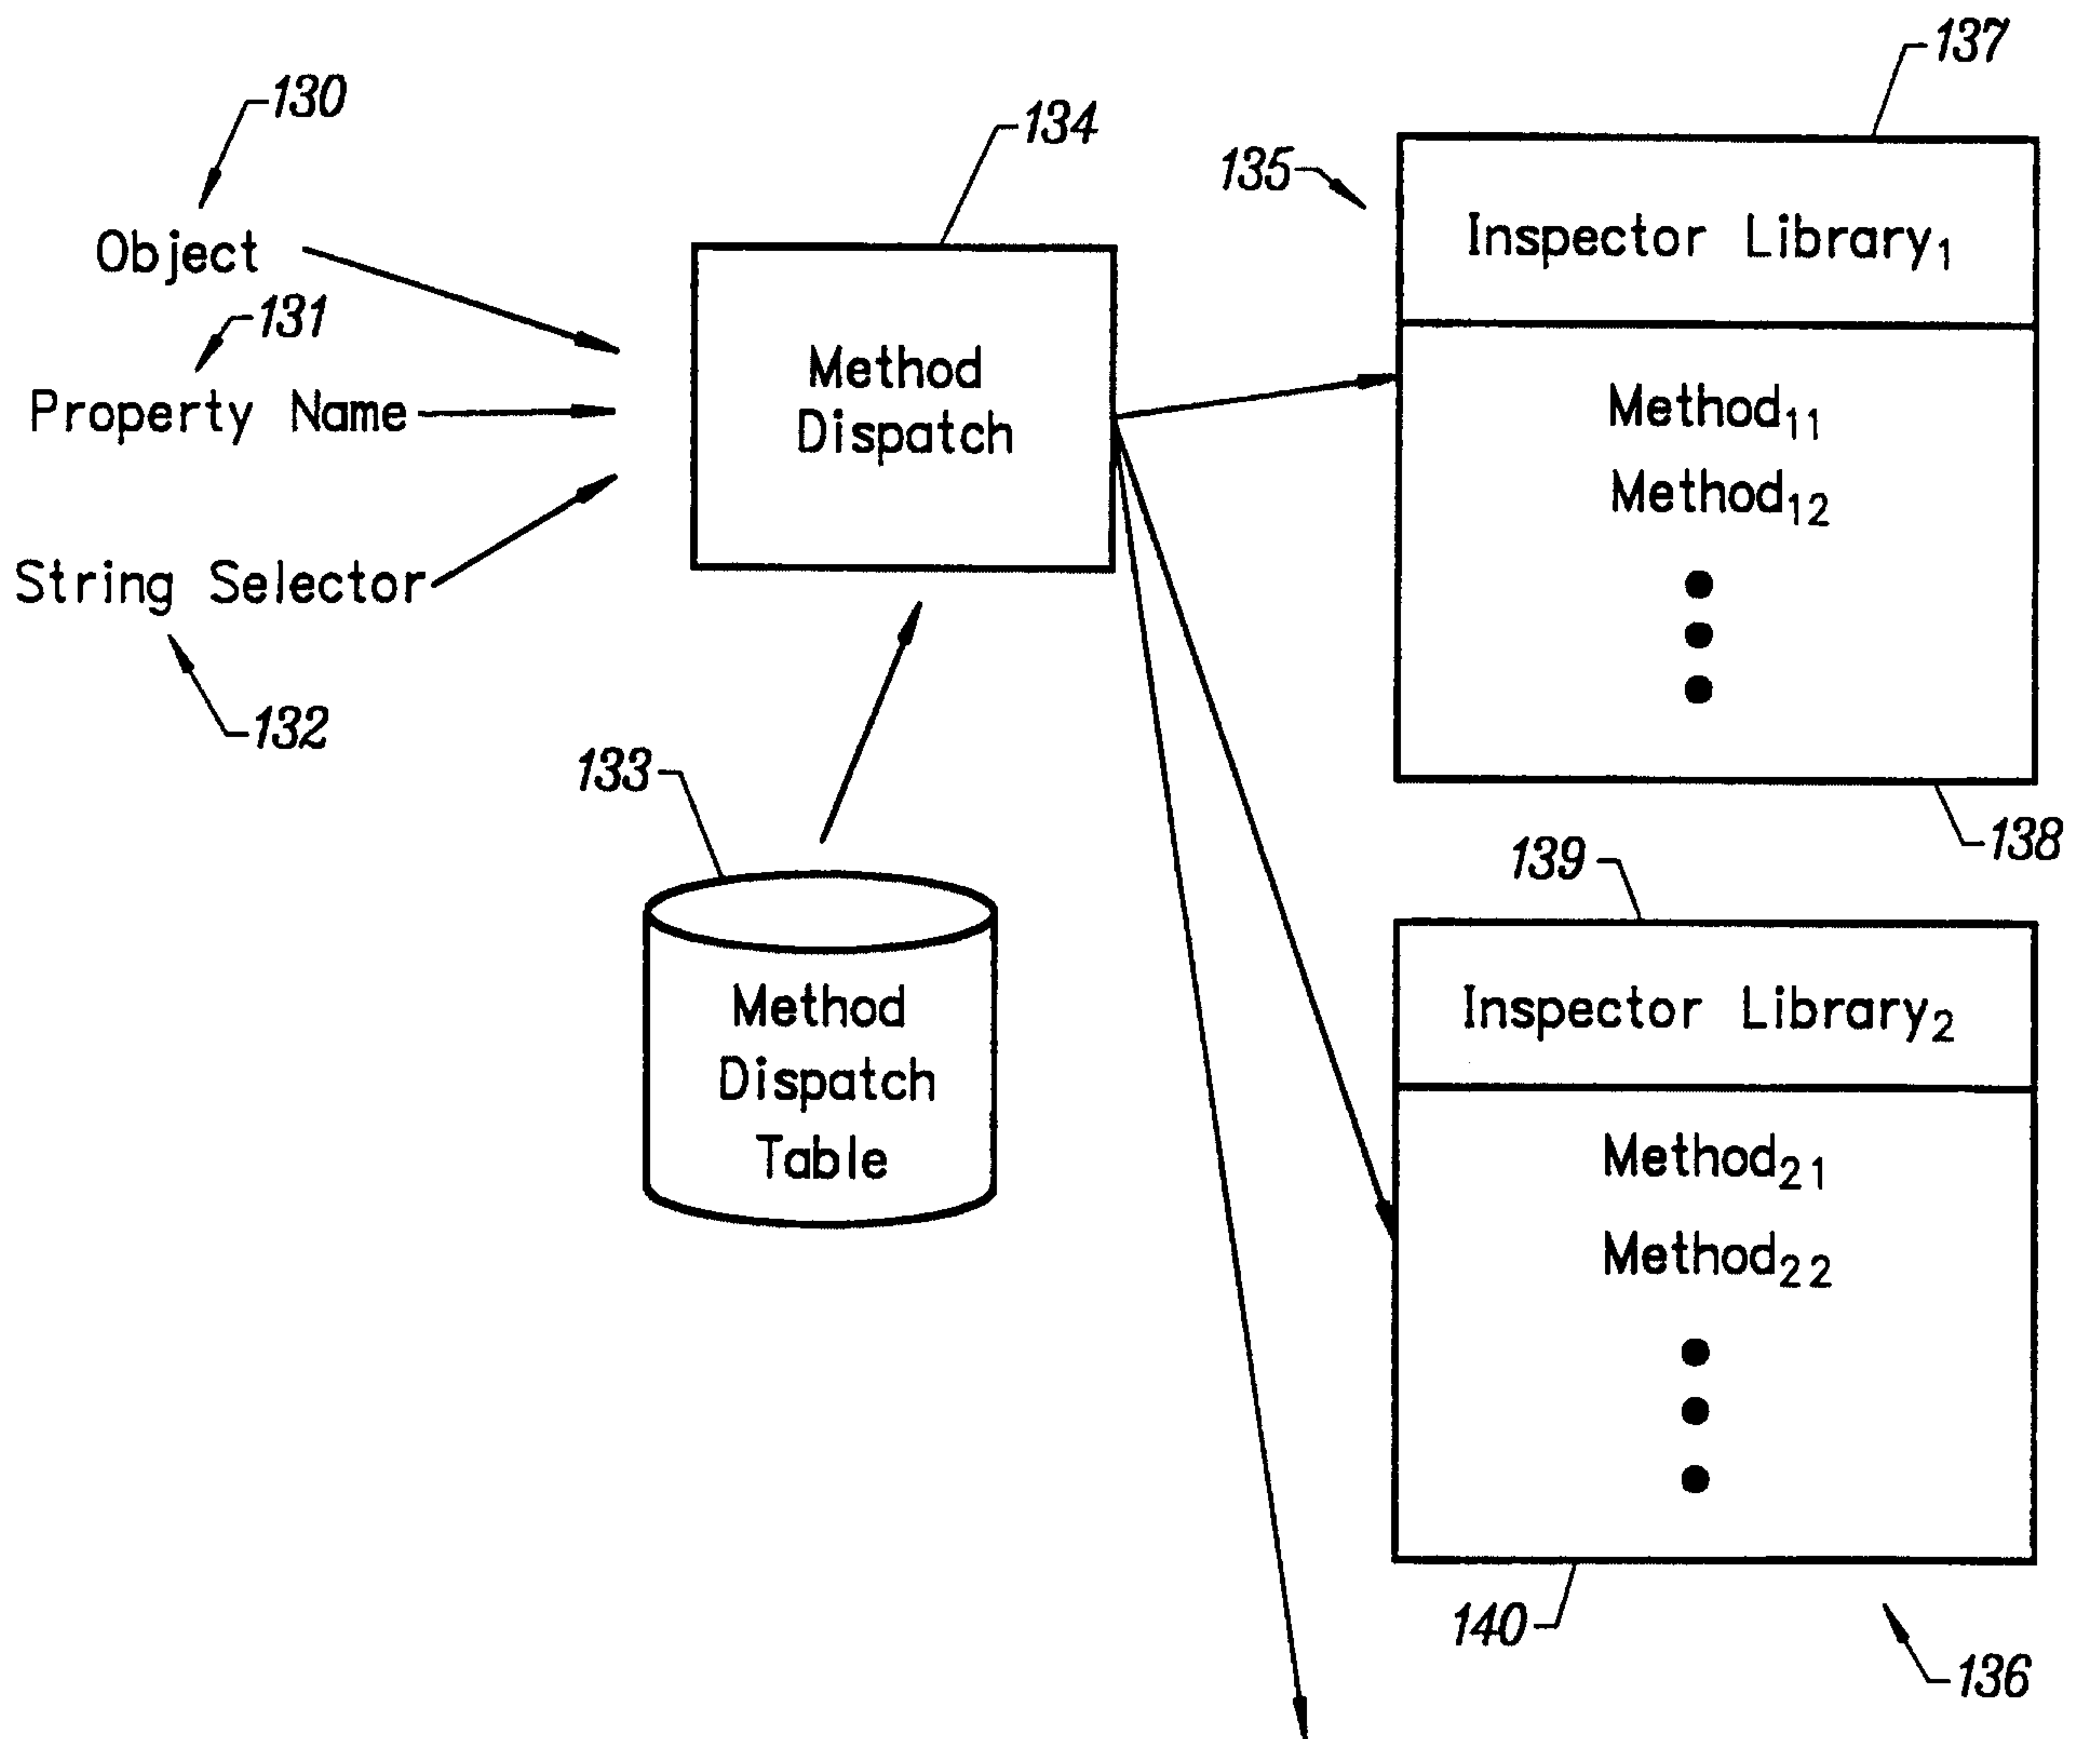 137
130
134
135
Object
Inspector Library₁
131
Method
Dispatch
Property Name
Method₁₁
Method₁₂
String Selector
132
133
138
139
Method
Dispatch
Table
Inspector Library₂
Method₂₁
Method₂₂
140
136